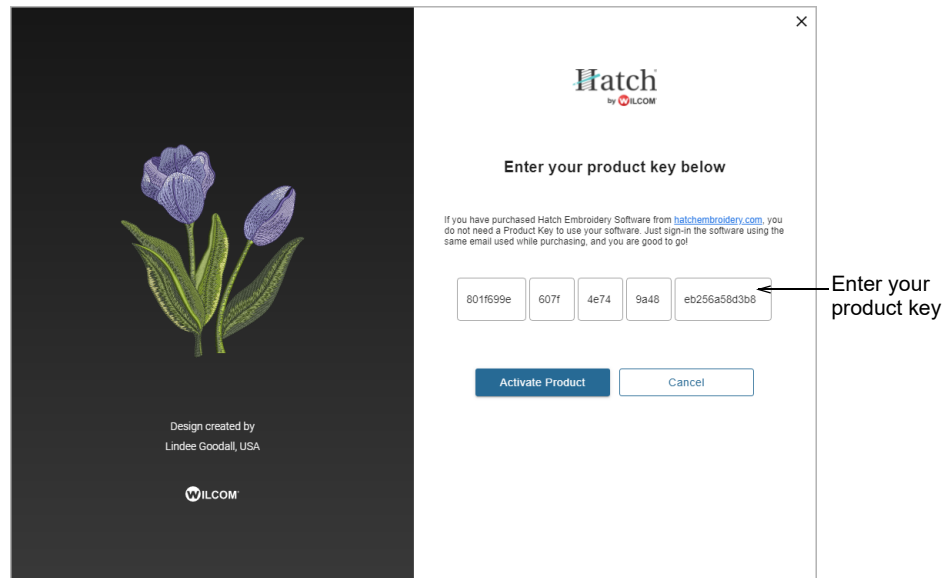 Hatch
by WILCOM
Enter your product key below
If you have purchased Hatch Embroidery Software from hatchembroidery.com, you
do not need a Product Key to use your software. Just sign-in the software using the
same email used while purchasing, and you are good to go!
801f699e 607f 4e74 9a48 eb256a58d3b8
Enter your
product key
Activate Product Cancel
Design created by
Lindee Goodall, USA
WILCOM